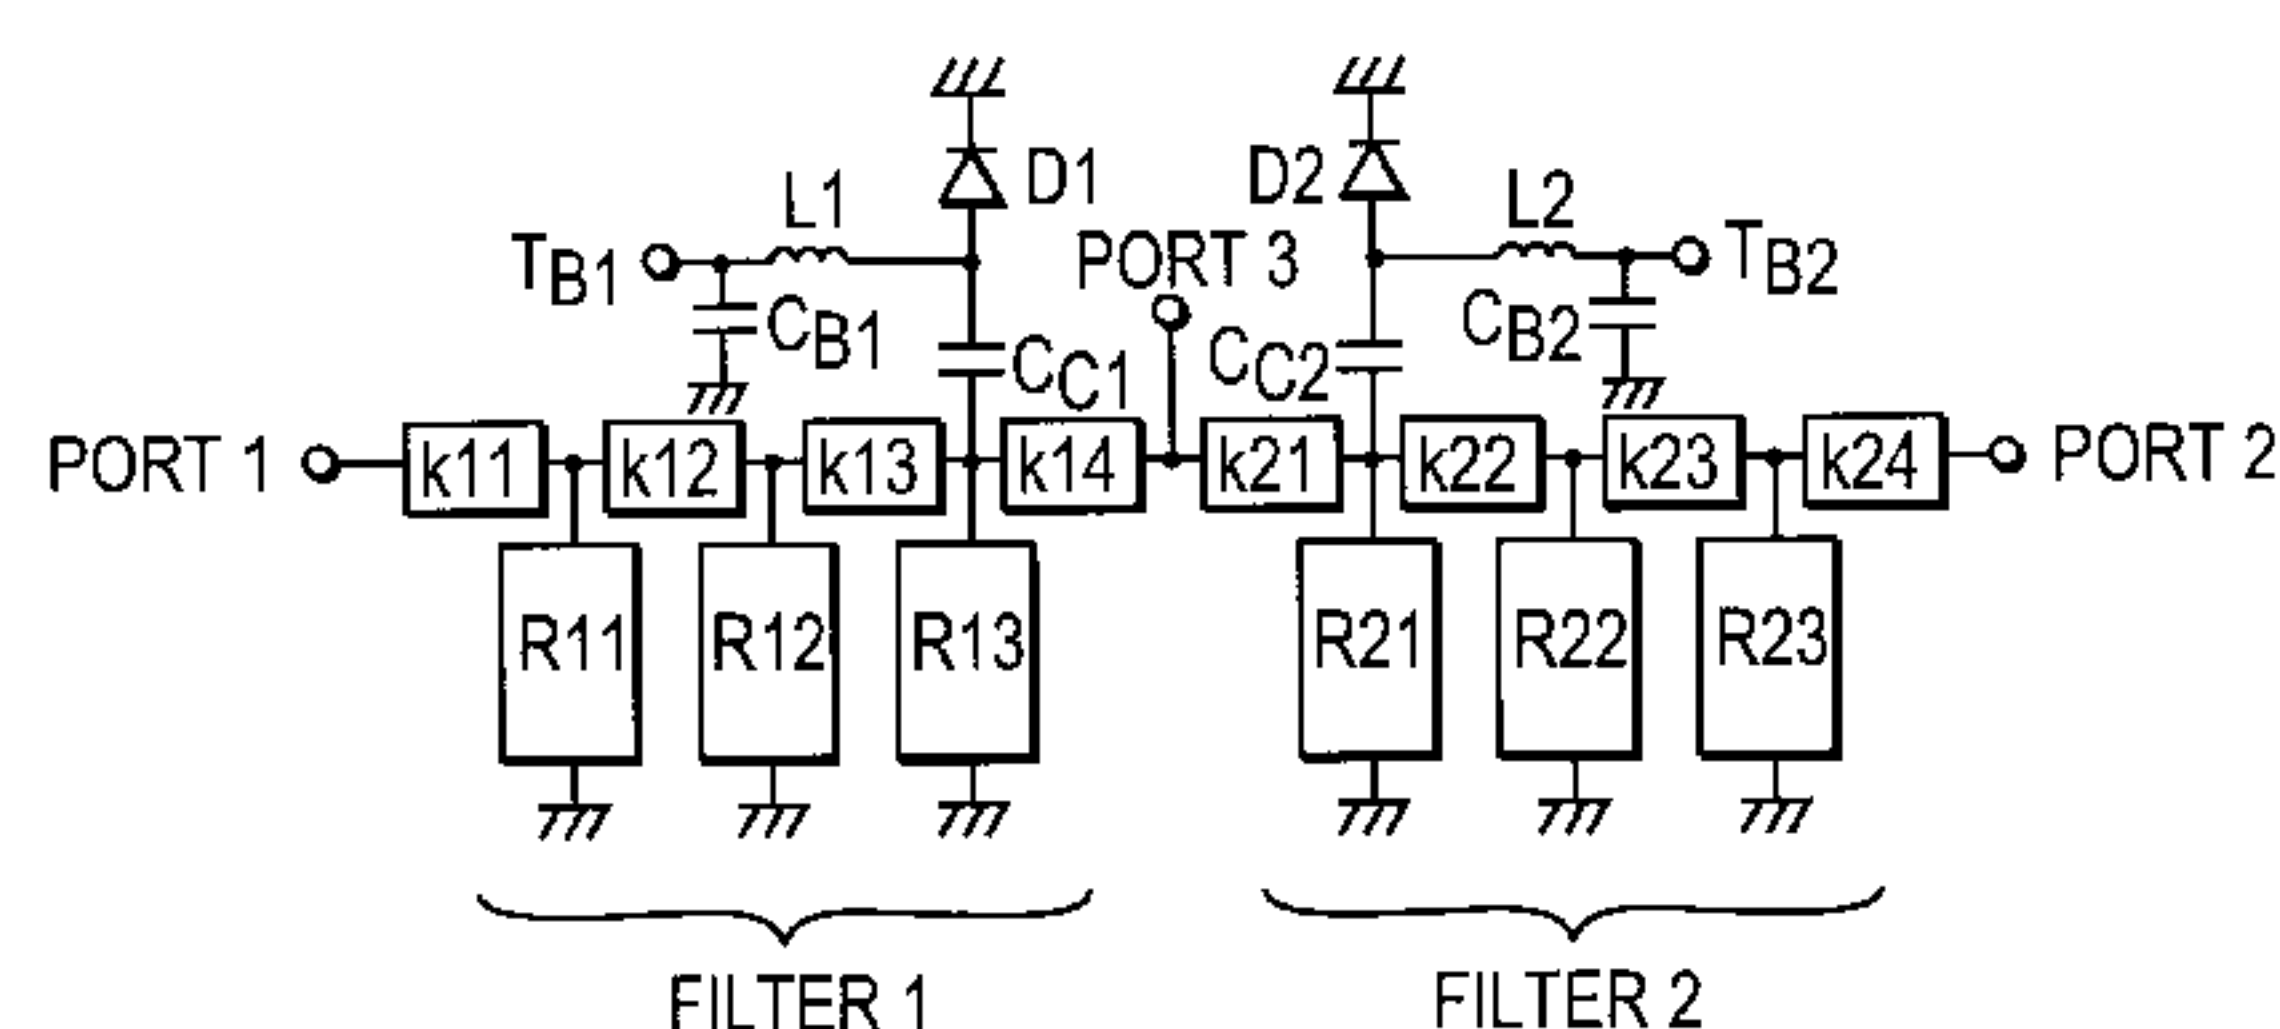 D1
D2
L1
L2
TB1
PORT 3
TB2
CB1
CC1
CC2
CB2
PORT 1
k11
k12
k13
k14
k21
k22
k23
k24
PORT 2
R11
R12
R13
R21
R22
R23
FILTER 1
FILTER 2